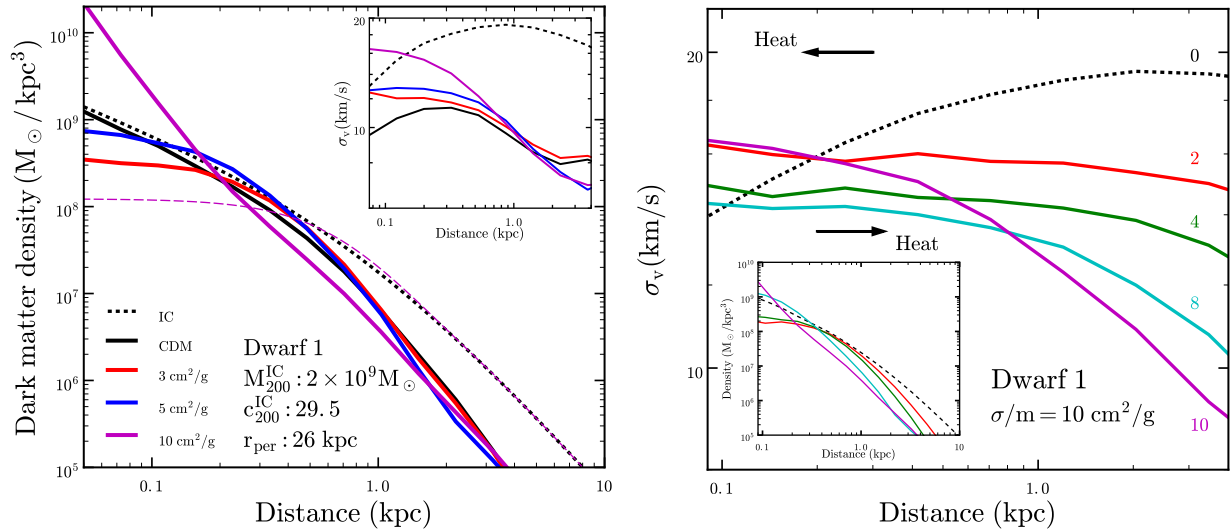 Dark matter density (M⊙/kpc³)
10¹⁰
10⁹
10⁸
10⁷
10⁶
10⁵
0.1
1.0
10
Distance (kpc)
IC
CDM
3 cm²/g
5 cm²/g
10 cm²/g
Dwarf 1
M₂₀₀ᴵᶜ : 2 × 10⁹M⊙
c₂₀₀ᴵᶜ : 29.5
r_per : 26 kpc
σᵥ(km/s)
20
10
0.1
1.0
Distance (kpc)
σᵥ(km/s)
20
10
Heat
0
2
4
8
10
Heat
Density (M⊙/kpc³)
10¹⁰
10⁹
10⁸
10⁷
10⁶
10⁵
0.1
1.0
10
Distance (kpc)
Dwarf 1
σ/m = 10 cm²/g
0.1
1.0
Distance (kpc)